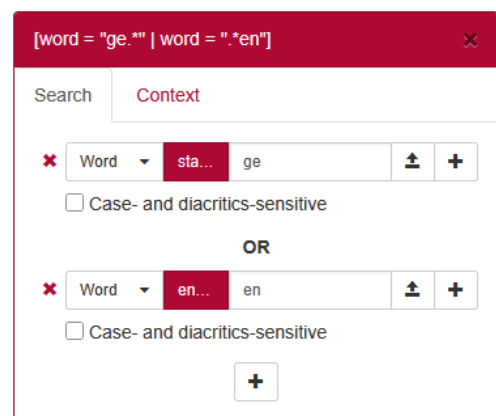 [word = "ge.*" | word = ".*en"]
Search Context
Word sta... ge
Case- and diacritics-sensitive
OR
Word en... en
Case- and diacritics-sensitive